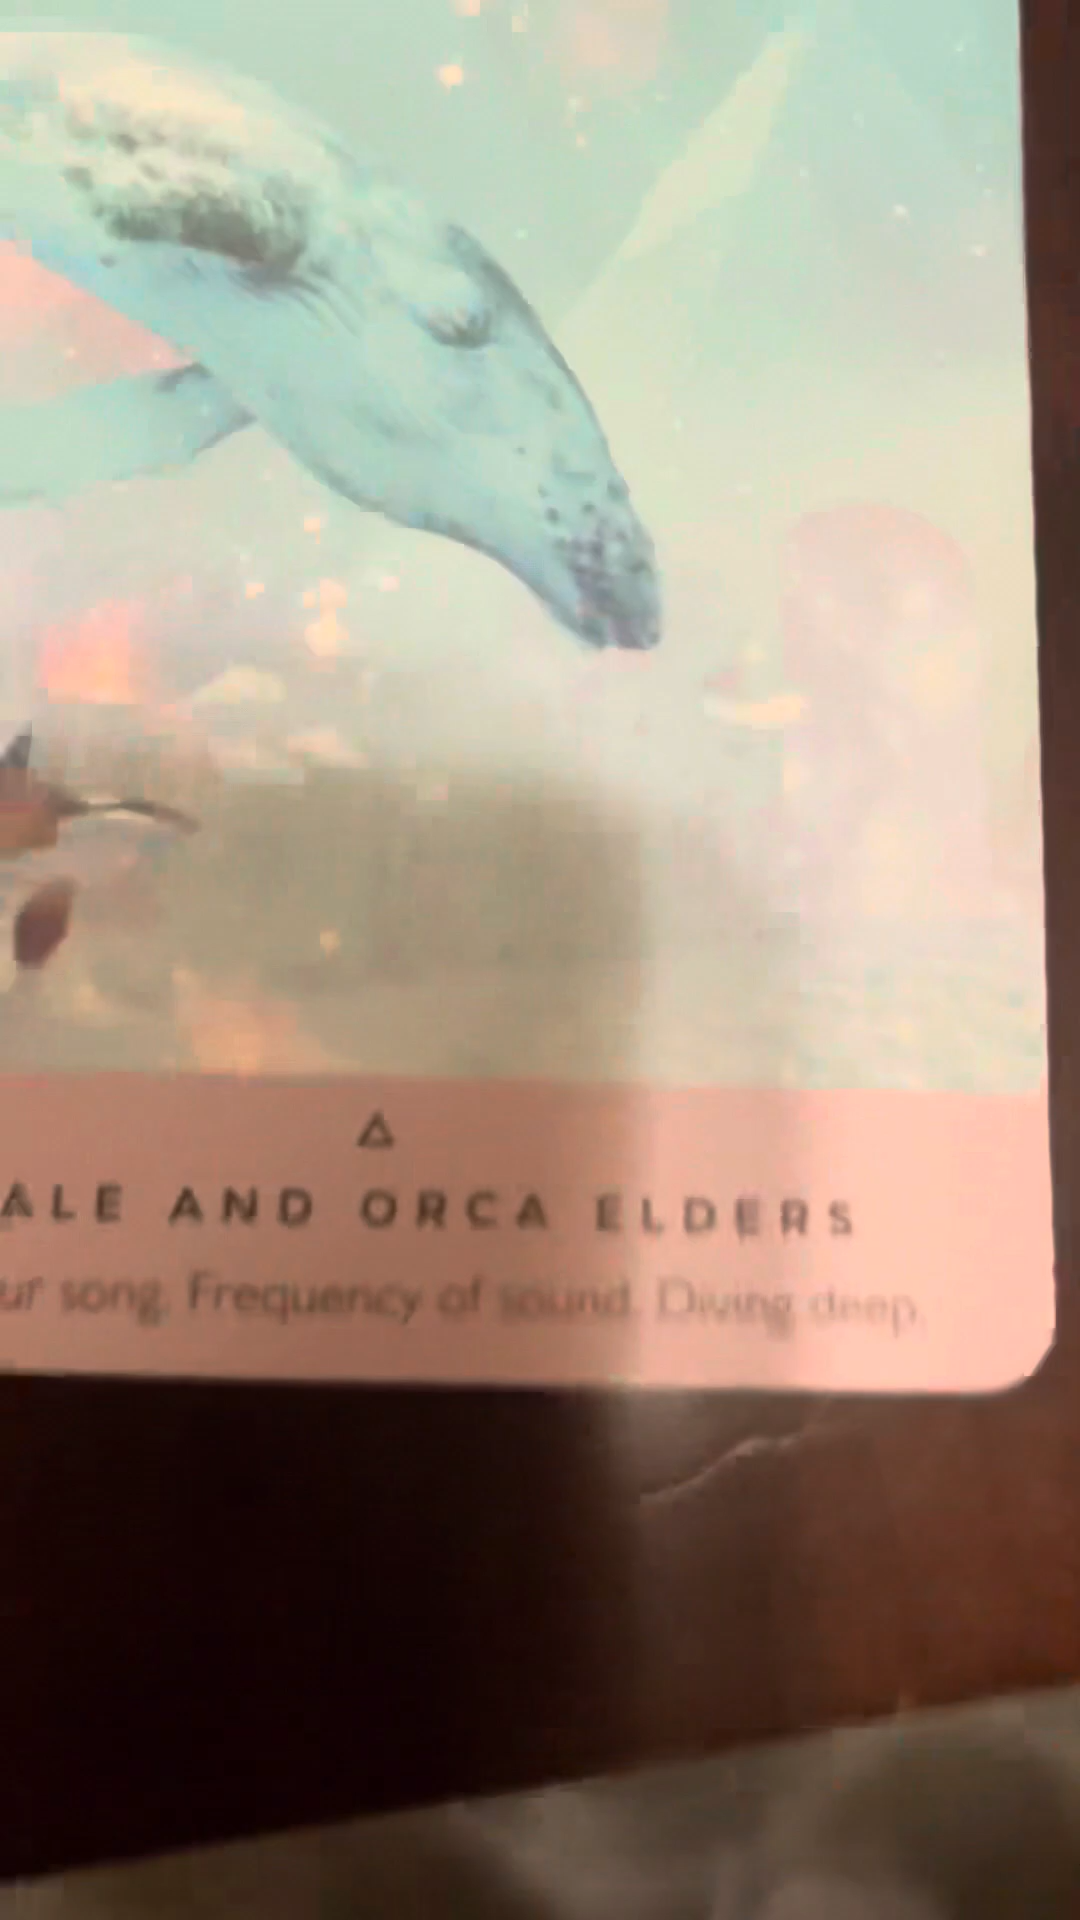 ALE AND ORCA ELDERS
ur song. Frequency of sound. Diving deep.